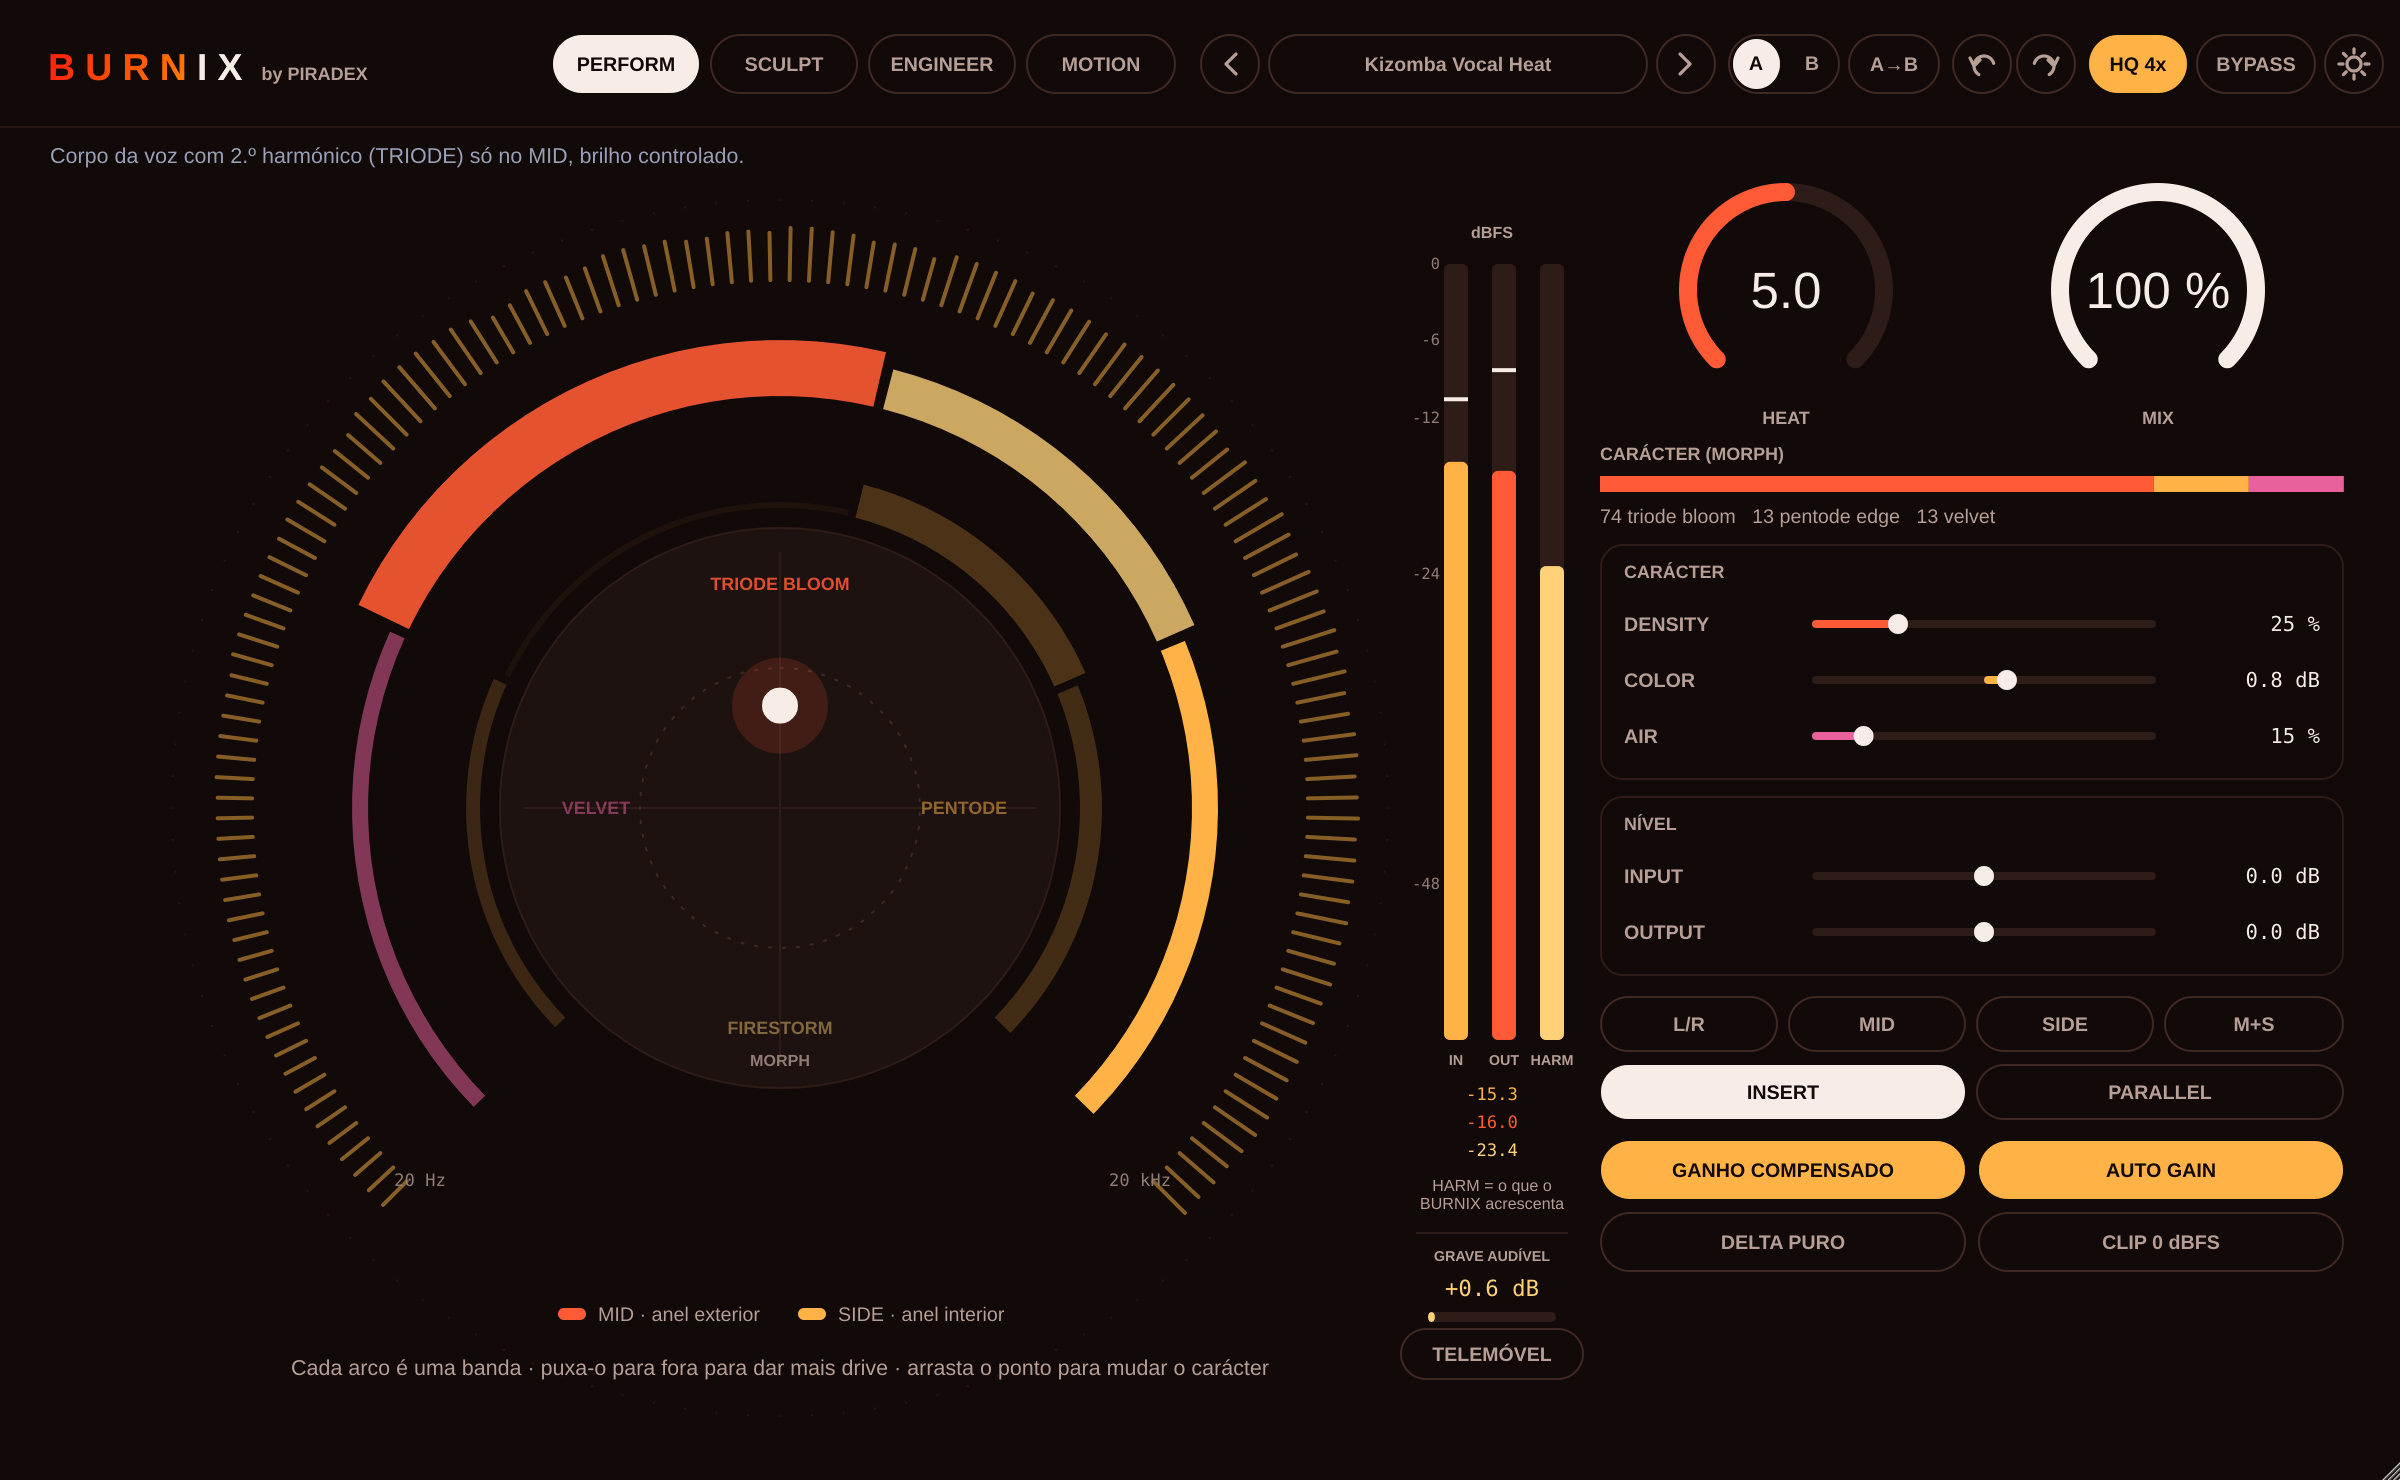 BURNIX by PIRADEX
PERFORM
SCULPT
ENGINEER
MOTION
Kizomba Vocal Heat
A
B
A→B
HQ 4x
BYPASS
Corpo da voz com 2.º harmónico (TRIODE) só no MID, brilho controlado.
TRIODE BLOOM
VELVET
PENTODE
FIRESTORM
MORPH
20 Hz
20 kHz
MID · anel exterior
SIDE · anel interior
Cada arco é uma banda · puxa-o para fora para dar mais drive · arrasta o ponto para mudar o carácter
dBFS
0
-6
-12
-24
-48
IN
OUT
HARM
-15.3
-16.0
-23.4
HARM = o que o
BURNIX acrescenta
GRAVE AUDÍVEL
+0.6 dB
TELEMÓVEL
5.0
HEAT
100 %
MIX
CARÁCTER (MORPH)
74 triode bloom 13 pentode edge 13 velvet
CARÁCTER
DENSITY
25 %
COLOR
0.8 dB
AIR
15 %
NÍVEL
INPUT
0.0 dB
OUTPUT
0.0 dB
L/R
MID
SIDE
M+S
INSERT
PARALLEL
GANHO COMPENSADO
AUTO GAIN
DELTA PURO
CLIP 0 dBFS